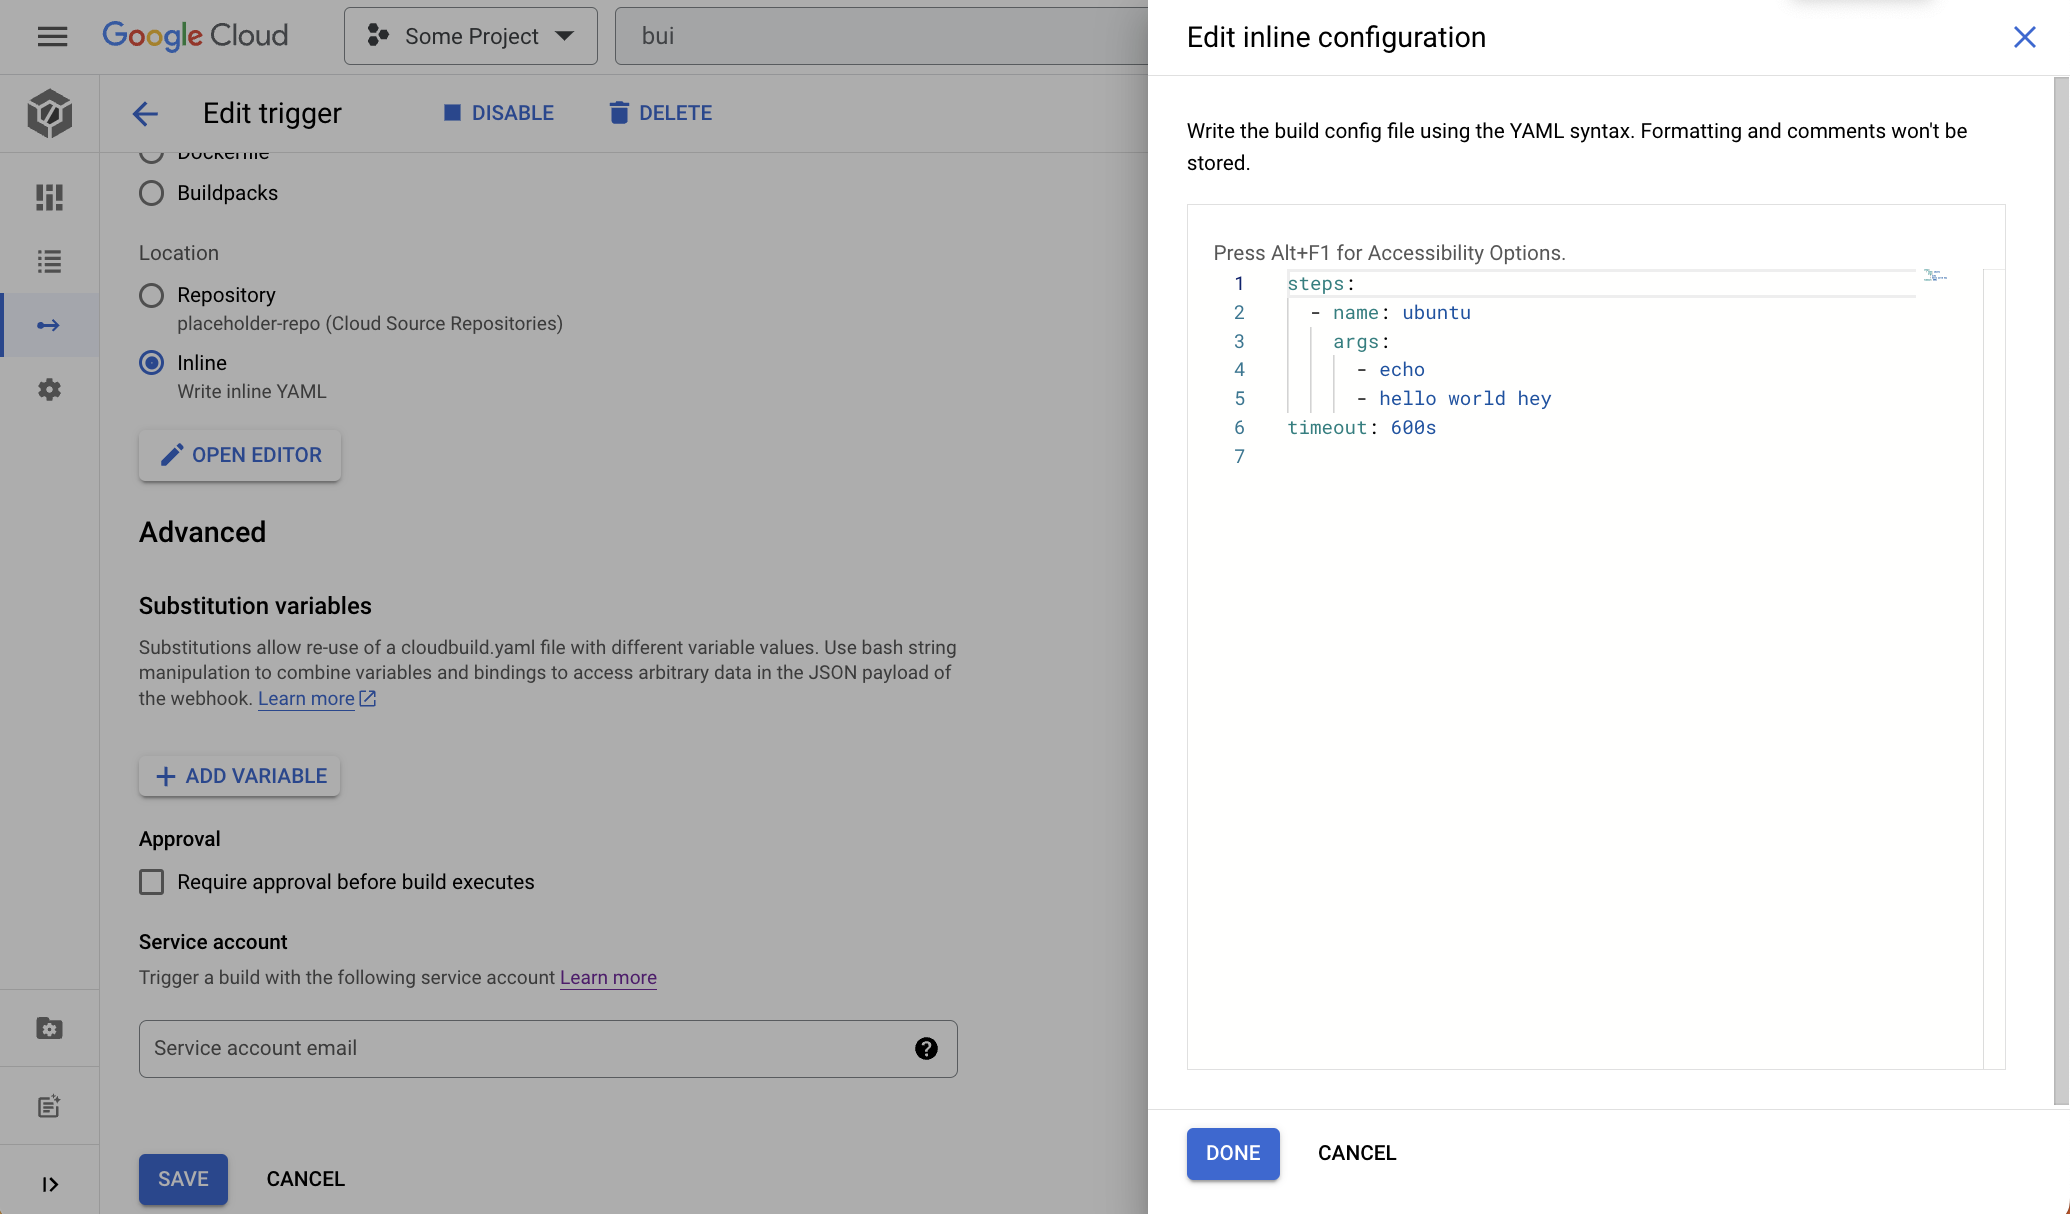 Google Cloud
Some Project
bui
Edit trigger
DISABLE
DELETE
Dockerfile
Buildpacks
Location
Repository
placeholder-repo (Cloud Source Repositories)
Inline
Write inline YAML
OPEN EDITOR
Advanced
Substitution variables
Substitutions allow re-use of a cloudbuild.yaml file with different variable values. Use bash string
manipulation to combine variables and bindings to access arbitrary data in the JSON payload of
the webhook. Learn more
ADD VARIABLE
Approval
Require approval before build executes
Service account
Trigger a build with the following service account Learn more
Service account email
SAVE
CANCEL
Edit inline configuration
Write the build config file using the YAML syntax. Formatting and comments won't be
stored.
Press Alt+F1 for Accessibility Options.
1 steps:
2   - name: ubuntu
3     args:
4       - echo
5       - hello world hey
6 timeout: 600s
7
DONE
CANCEL